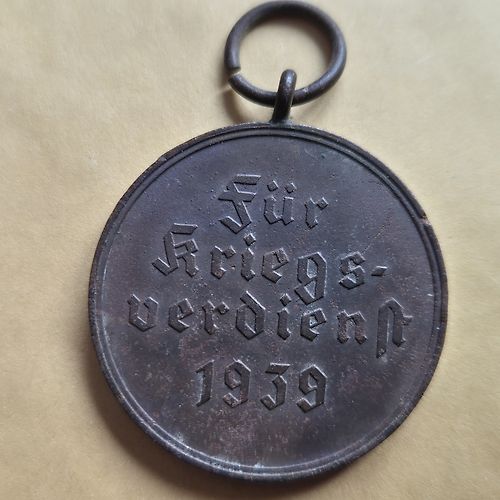 Für
Kriegs-
verdienst
1939